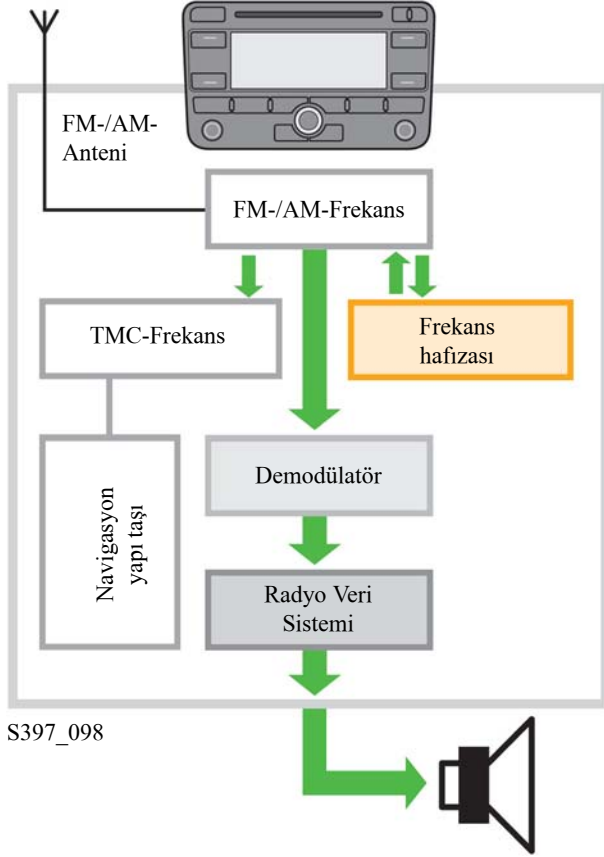 FM-/AM-
Anteni
FM-/AM-Frekans
TMC-Frekans
Frekans
hafızası
Navigasyon
yapı taşı
Demodülatör
Radyo Veri
Sistemi
S397_098